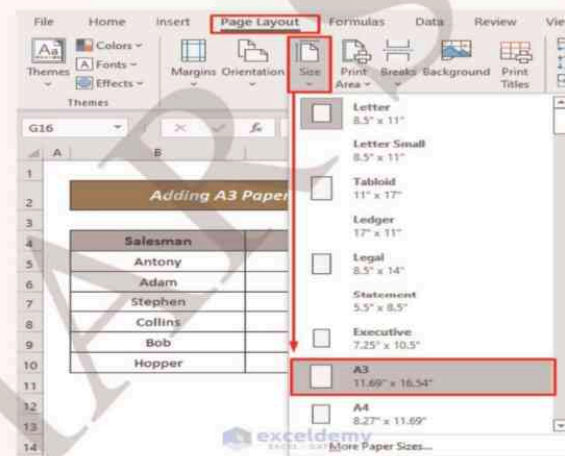 File Home Insert Page Layout Formulas Data Review View
Aa Colors
Fonts
Effects
Themes Margins Orientation Size Print Area Breaks Background Print Titles
Themes
G16 fx
A B
1
2 Adding A3 Paper
3
4 Salesman
5 Antony
6 Adam
7 Stephen
8 Collins
9 Bob
10 Hopper
11
12
13
14
Letter
8.5" x 11"
Letter Small
8.5" x 11"
Tabloid
11" x 17"
Ledger
17" x 11"
Legal
8.5" x 14"
Statement
5.5" x 8.5"
Executive
7.25" x 10.5"
A3
11.69" x 16.54"
A4
8.27" x 11.69"
More Paper Sizes...
exceldemy